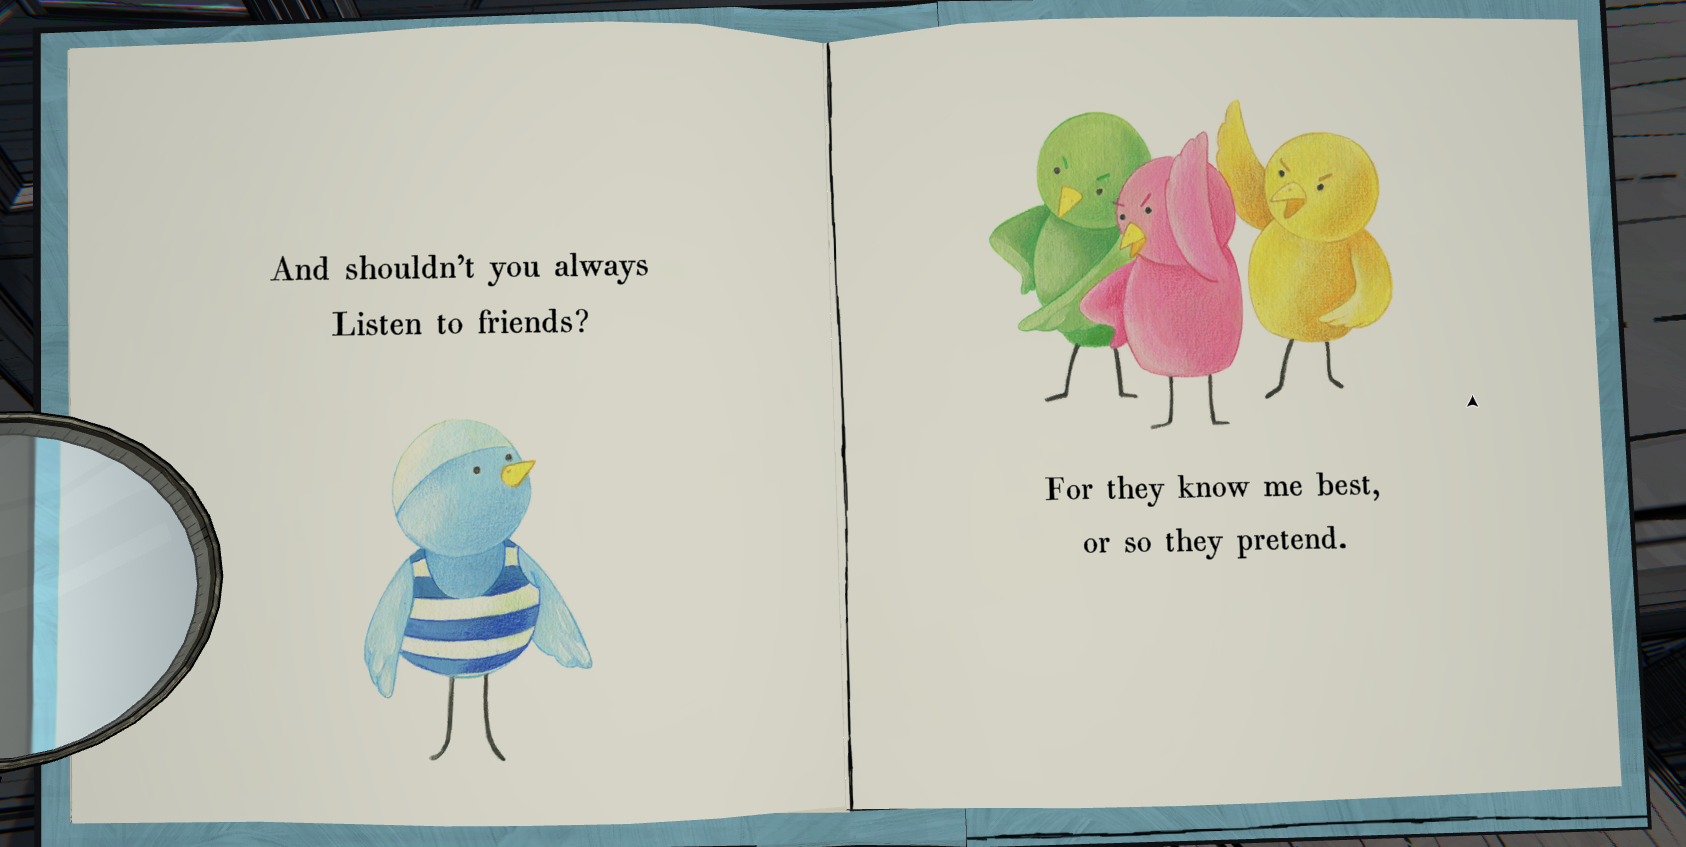 And shouldn't you always
Listen to friends?
For they know me best,
or so they pretend.